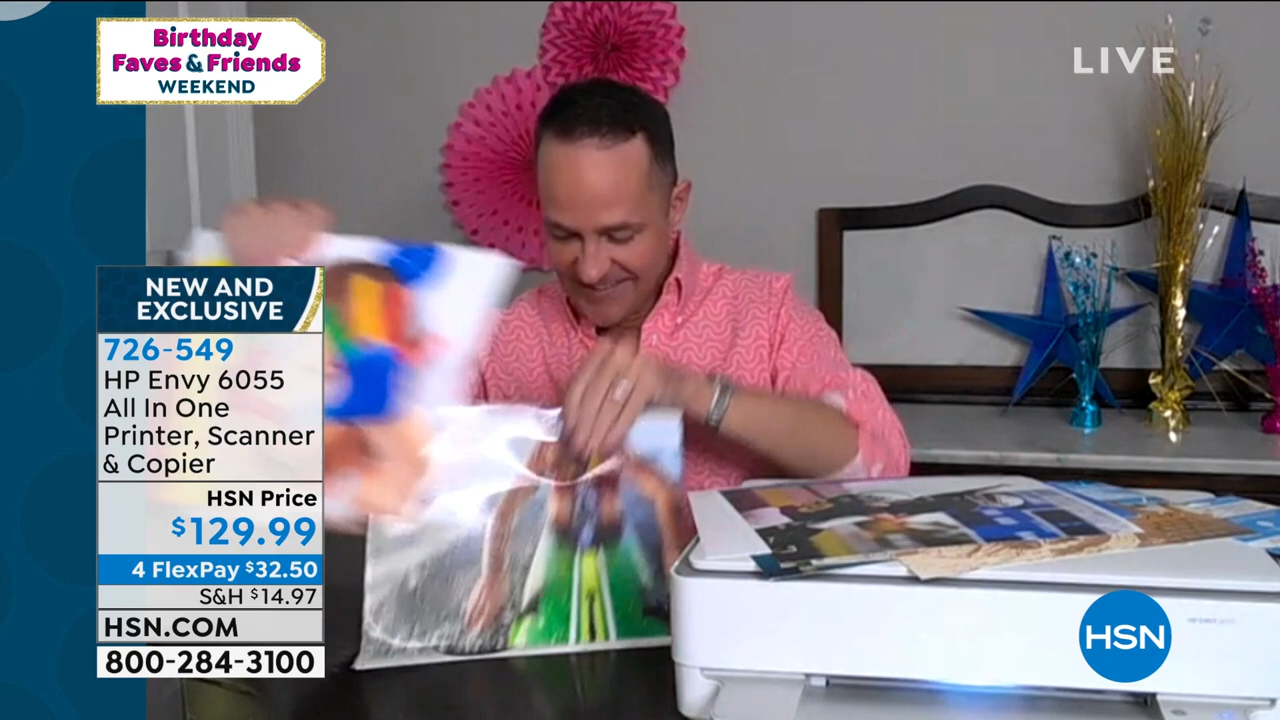 Birthday
Faves & Friends
WEEKEND
LIVE
NEW AND
EXCLUSIVE
726-549
HP Envy 6055
All In One
Printer, Scanner
& Copier
HSN Price
$129.99
4 FlexPay $32.50
S&H $14.97
HSN.COM
800-284-3100
HSN